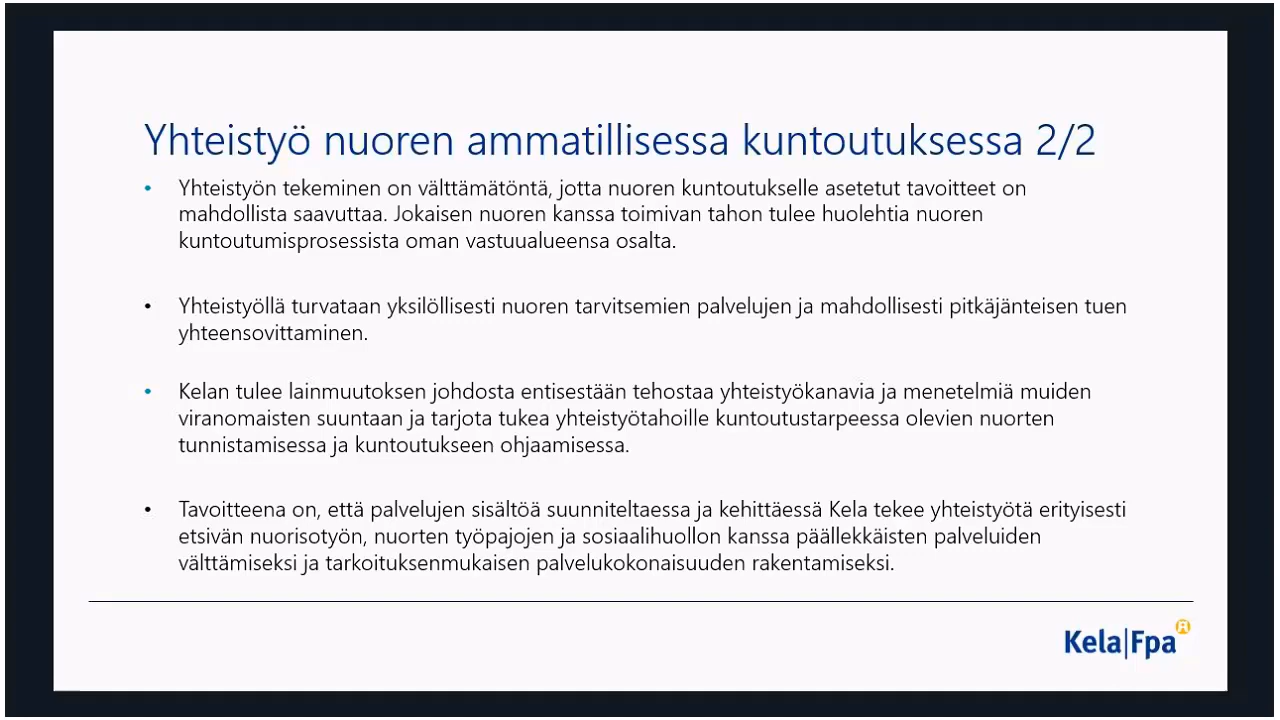 Yhteistyö nuoren ammatillisessa kuntoutuksessa 2/2
• Yhteistyön tekeminen on välttämätöntä, jotta nuoren kuntoutukselle asetetut tavoitteet on
mahdollista saavuttaa. Jokaisen nuoren kanssa toimivan tahon tulee huolehtia nuoren
kuntoutumisprosessista oman vastuualueensa osalta.
• Yhteistyöllä turvataan yksilöllisesti nuoren tarvitsemien palvelujen ja mahdollisesti pitkäjänteisen tuen
yhteensovittaminen.
• Kelan tulee lainmuutoksen johdosta entisestään tehostaa yhteistyökanavia ja menetelmiä muiden
viranomaisten suuntaan ja tarjota tukea yhteistyötahoille kuntoutustarpeessa olevien nuorten
tunnistamisessa ja kuntoutukseen ohjaamisessa.
• Tavoitteena on, että palvelujen sisältöä suunniteltaessa ja kehittäessä Kela tekee yhteistyötä erityisesti
etsivän nuorisotyön, nuorten työpajojen ja sosiaalihuollon kanssa päällekkäisten palveluiden
välttämiseksi ja tarkoituksenmukaisen palvelukokonaisuuden rakentamiseksi.
Kela|Fpa